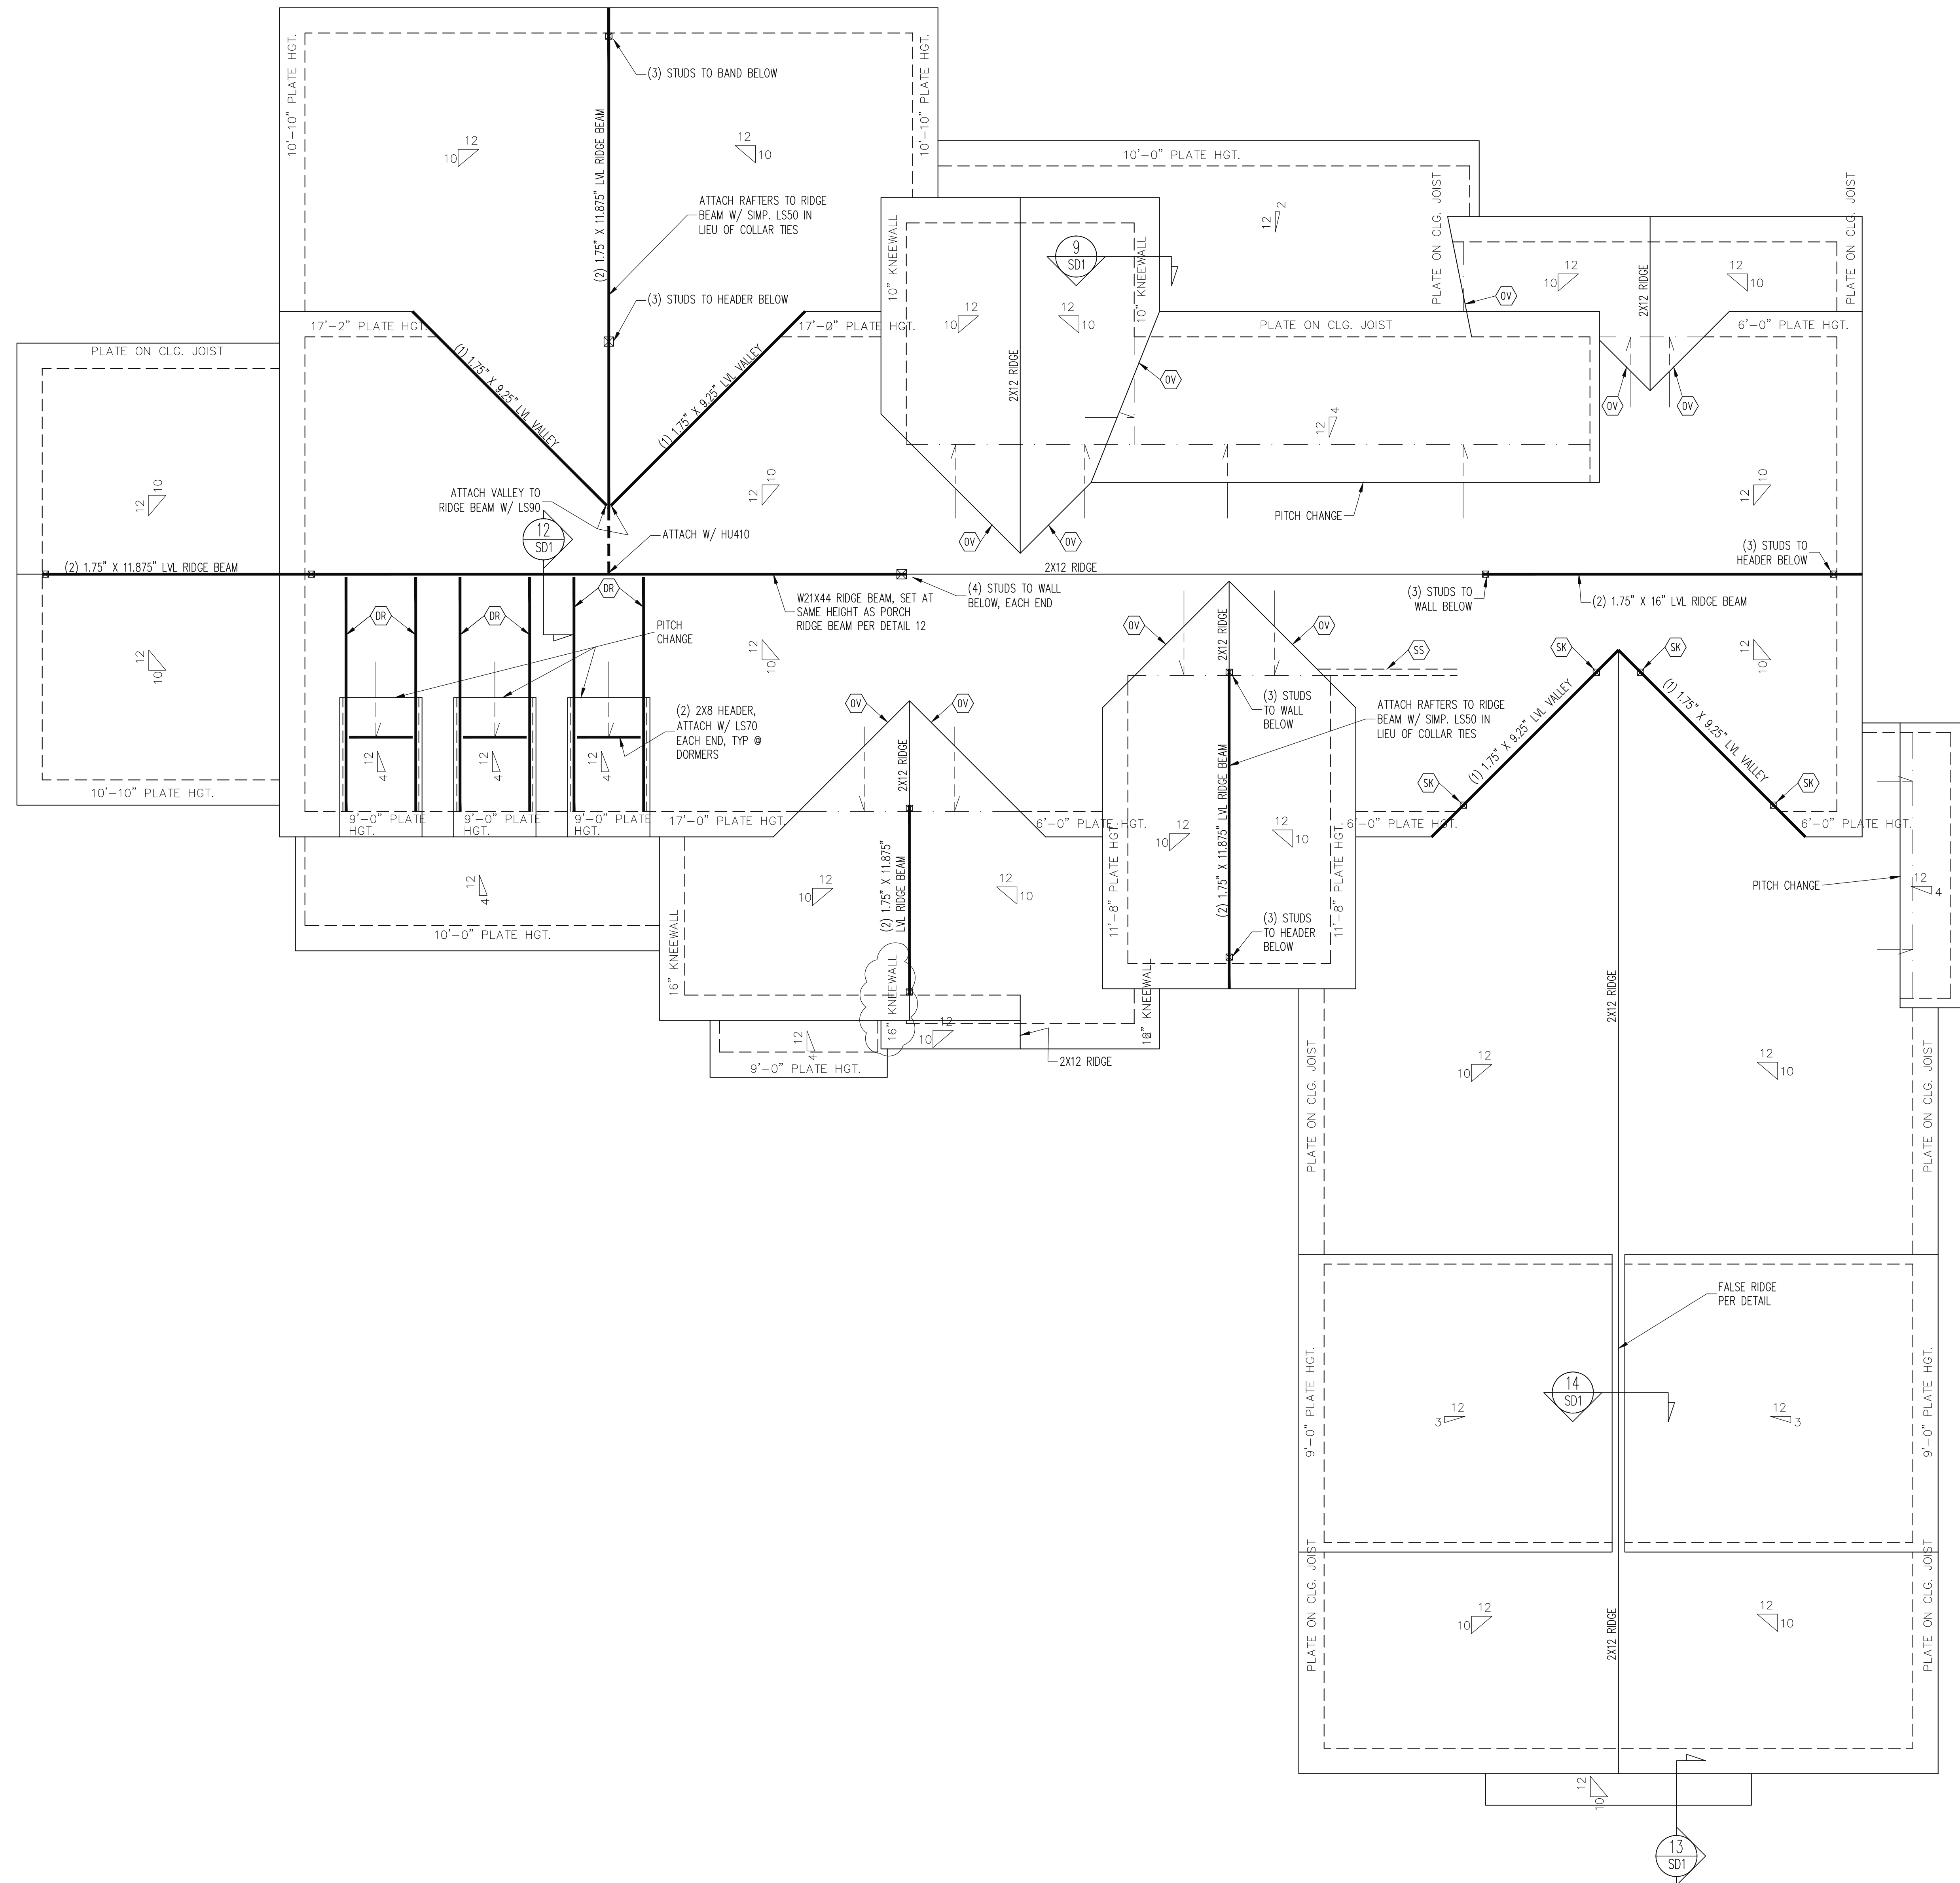 10'-10" PLATE HGT.
10'-10" PLATE HGT.
(3) STUDS TO BAND BELOW
(2) 1.75" X 11.875" LVL RIDGE BEAM
12
10
12
10
ATTACH RAFTERS TO RIDGE
BEAM W/ SIMP. LS50 IN
LIEU OF COLLAR TIES
(3) STUDS TO HEADER BELOW
10'-0" PLATE HGT.
12
2
PLATE ON CLG. JOIST
PLATE ON CLG. JOIST
10" KNEEWALL
10" KNEEWALL
9
SD1
12
10
12
10
2X12 RIDGE
OV
12
10
12
10
2X12 RIDGE
OV
17'-2" PLATE HGT.
17'-0" PLATE HGT.
PLATE ON CLG. JOIST
6'-0" PLATE HGT.
PLATE ON CLG. JOIST
(1) 1.75" X 9.25" LVL VALLEY
(1) 1.75" X 9.25" LVL VALLEY
OV
OV
12
4
12
10
12
10
12
10
ATTACH VALLEY TO
RIDGE BEAM W/ LS90
PITCH CHANGE
12
SD1
ATTACH W/ HU410
OV
OV
(3) STUDS TO
HEADER BELOW
(2) 1.75" X 11.875" LVL RIDGE BEAM
2X12 RIDGE
W21X44 RIDGE BEAM, SET AT
SAME HEIGHT AS PORCH
RIDGE BEAM PER DETAIL 12
(4) STUDS TO WALL
BELOW, EACH END
(3) STUDS TO
WALL BELOW
(2) 1.75" X 16" LVL RIDGE BEAM
DR
DR
DR
PITCH
CHANGE
OV
2X12 RIDGE
OV
SS
SK
SK
12
10
12
10
12
10
(2) 2X8 HEADER,
ATTACH W/ LS70
EACH END, TYP @
DORMERS
OV
OV
(3) STUDS
TO WALL
BELOW
ATTACH RAFTERS TO RIDGE
BEAM W/ SIMP. LS50 IN
LIEU OF COLLAR TIES
(1) 1.75" X 9.25" LVL VALLEY
(1) 1.75" X 9.25" LVL VALLEY
2X12 RIDGE
12
4
12
4
12
4
SK
SK
10'-10" PLATE HGT.
9'-0" PLATE
HGT.
9'-0" PLATE
HGT.
9'-0" PLATE
HGT.
17'-0" PLATE HGT.
6'-0" PLATE HGT.
6'-0" PLATE HGT.
6'-0" PLATE HGT.
12
10
12
10
11'-8" PLATE HGT.
11'-8" PLATE HGT.
(2) 1.75" X 11.875" LVL RIDGE BEAM
12
4
12
10
12
10
(2) 1.75" X 11.875"
LVL RIDGE BEAM
PITCH CHANGE
12
4
10'-0" PLATE HGT.
16" KNEEWALL
16" KNEEWALL
(3) STUDS
TO HEADER
BELOW
12
4
12
10
9'-0" PLATE HGT.
2X12 RIDGE
2X12 RIDGE
PLATE ON CLG. JOIST
12
10
12
10
PLATE ON CLG. JOIST
FALSE RIDGE
PER DETAIL
14
SD1
9'-0" PLATE HGT.
12
3
12
3
9'-0" PLATE HGT.
PLATE ON CLG. JOIST
12
10
2X12 RIDGE
12
10
PLATE ON CLG. JOIST
12
10
13
SD1